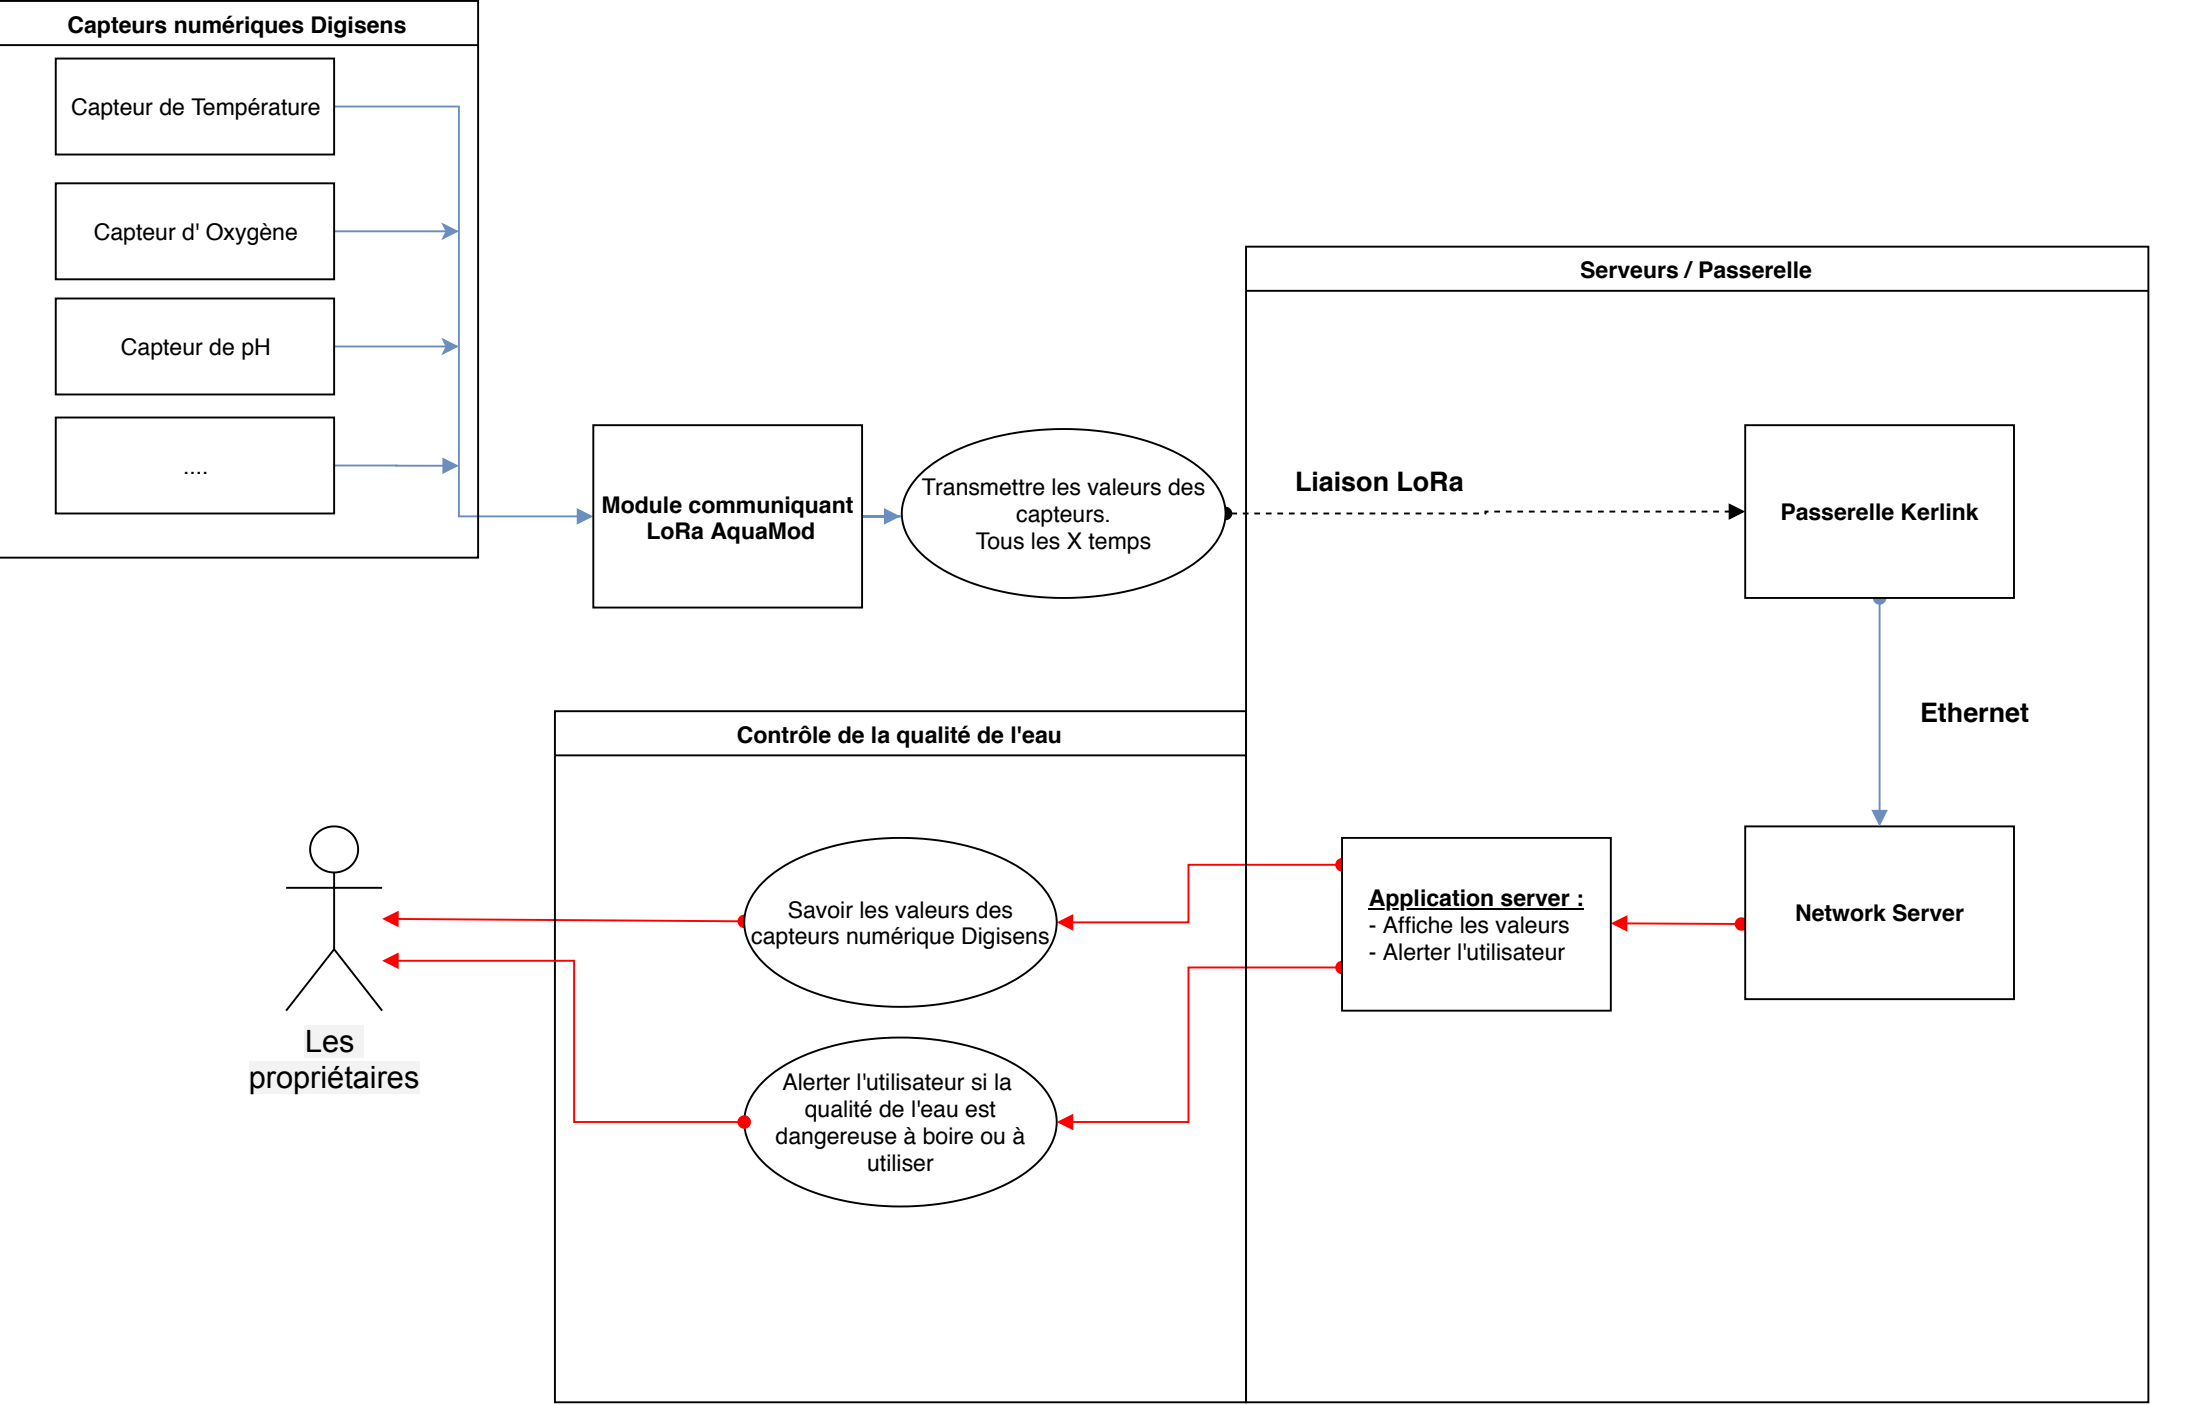 Capteurs numériques Digisens
Capteur de Température
Capteur d' Oxygène
Capteur de pH
....
Module communiquant
LoRa AquaMod
Transmettre les valeurs des
capteurs.
Tous les X temps
Serveurs / Passerelle
Liaison LoRa
Passerelle Kerlink
Ethernet
Network Server
Application server :
- Affiche les valeurs
- Alerter l'utilisateur
Contrôle de la qualité de l'eau
Savoir les valeurs des
capteurs numérique Digisens
Alerter l'utilisateur si la
qualité de l'eau est
dangereuse à boire ou à
utiliser
Les
propriétaires